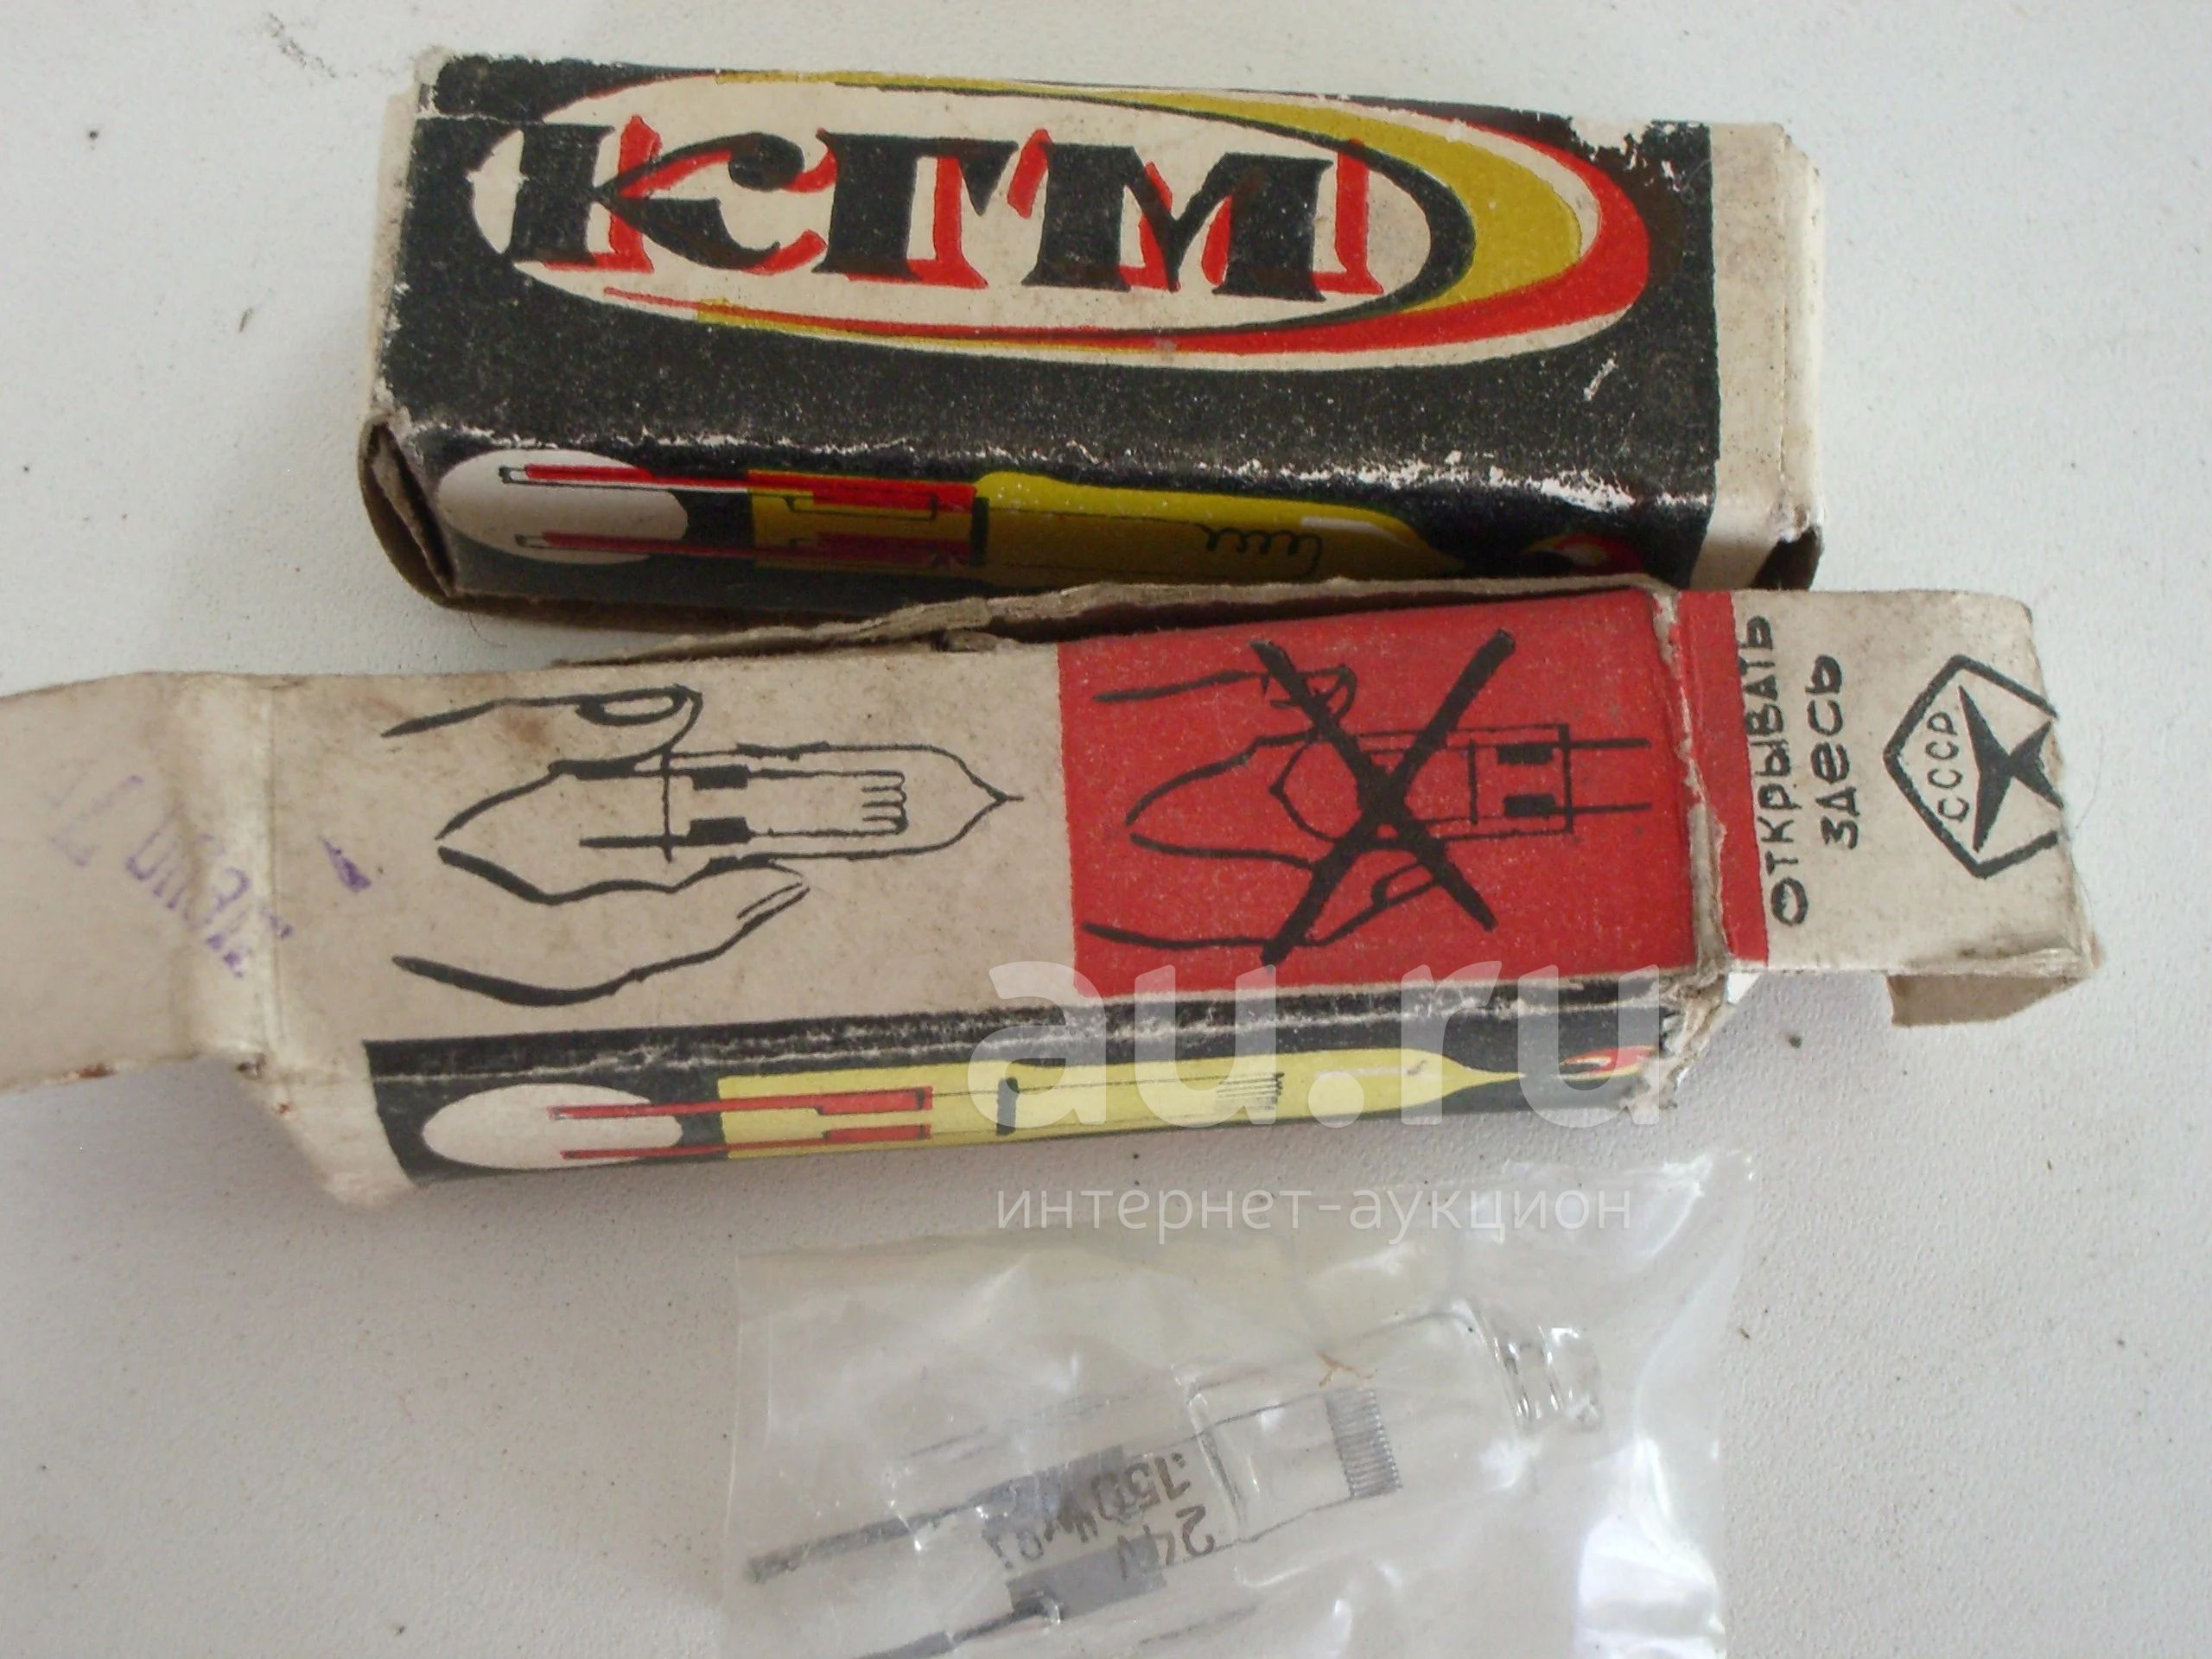 КГМ
ОТКРЫВАТЬ
ЗДЕСЬ
СССР
au.ru
интернет-аукцион
24V
150W